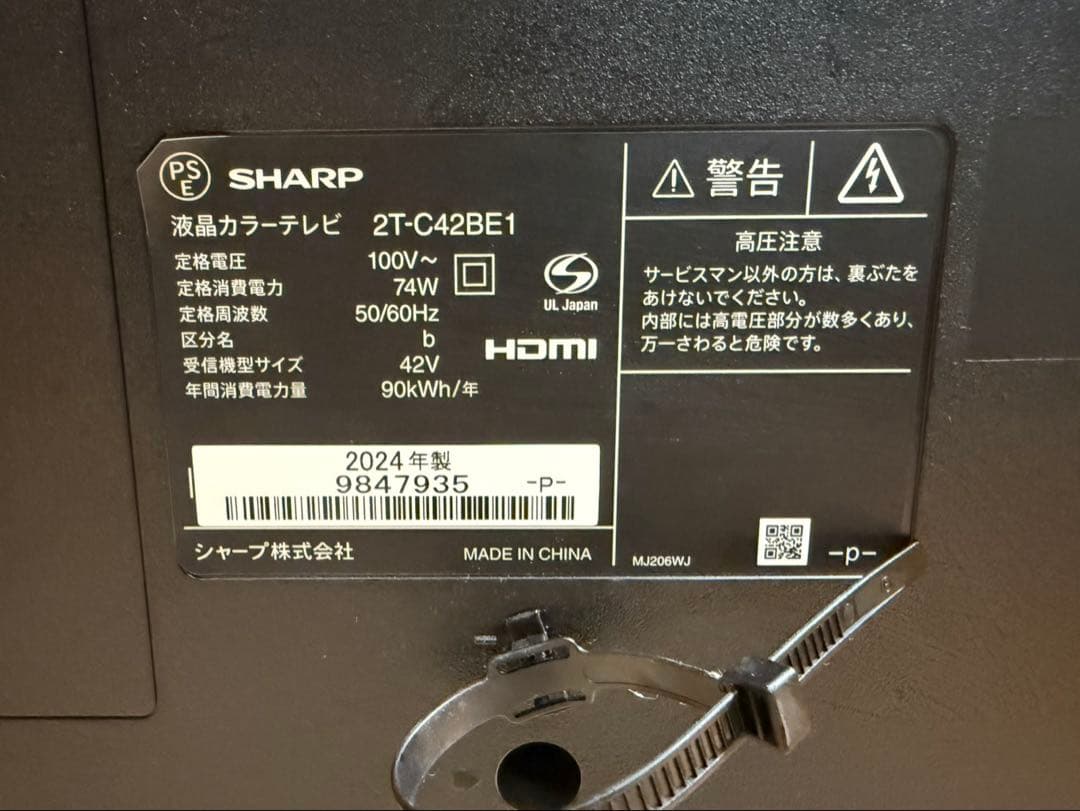 PS
E
SHARP
液晶カラーテレビ 2T-C42BE1
定格電圧 100V～
定格消費電力 74W
定格周波数 50/60Hz
区分名 b
受信機型サイズ 42V
年間消費電力量 90kWh/年
UL Japan
HDMI
2024年製
9847935 -P-
シャープ株式会社 MADE IN CHINA
警告
高圧注意
サービスマン以外の方は、裏ぶたを
あけないでください。
内部には高電圧部分が数多くあり、
万一さわると危険です。
MJ206WJ -p-